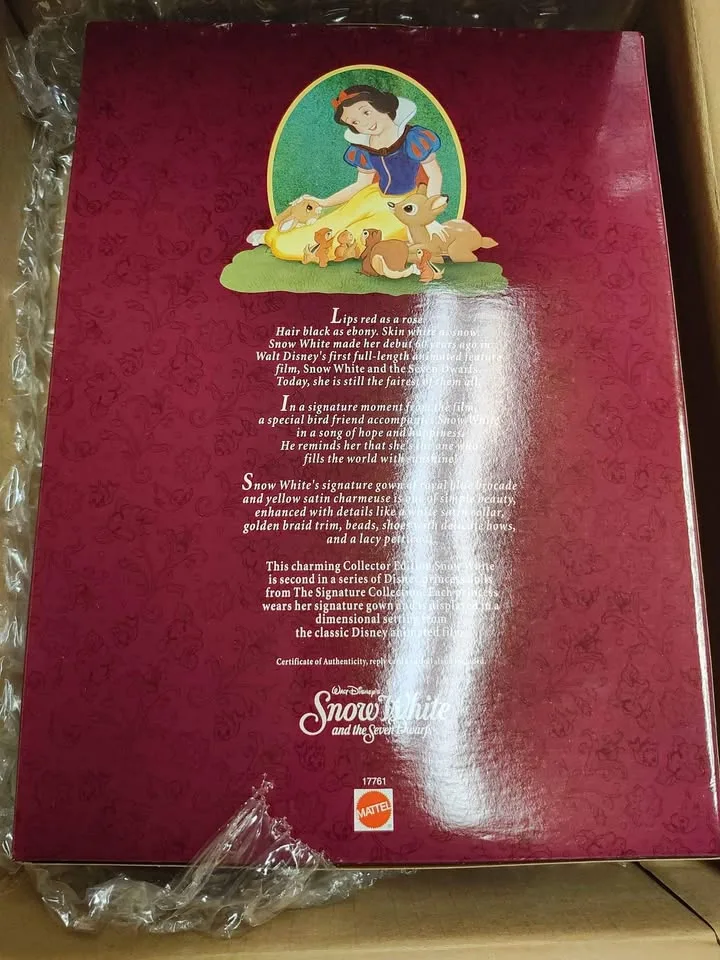 Lips red as a rose.
Hair black as ebony. Skin white as snow.
Snow White made her debut 60 years ago in
Walt Disney's first full-length animated feature
film, Snow White and the Seven Dwarfs.
Today, she is still the fairest of them all.
In a signature moment from the film,
a special bird friend accompanies Snow White
in a song of hope and happiness.
He reminds her that she's the one who
fills the world with sunshine!
Snow White's signature gown of royal blue brocade
and yellow satin charmeuse is one of simple beauty,
enhanced with details like a white satin collar,
golden braid trim, beads, shoes with delicate bows,
and a lacy petticoat.
This charming Collector Edition Snow White
is second in a series of Disney princess dolls
from The Signature Collection. Each princess
wears her signature gown and is displayed in a
dimensional setting from
the classic Disney animated film.
Certificate of Authenticity, included.
Walt Disney's
Snow White
and the Seven Dwarfs
17761
MATTEL